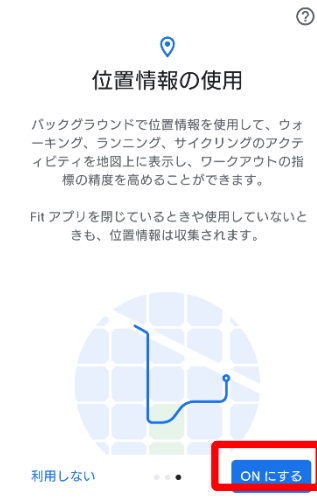 位置情報の使用
バックグラウンドで位置情報を使用して、ウォ
ーキング、ランニング、サイクリングのアクテ
ィビティを地図上に表示し、ワークアウトの指
標の精度を高めることができます。
Fit アプリを閉じているときや使用していないと
きも、位置情報は収集されます。
利用しない
ON にする